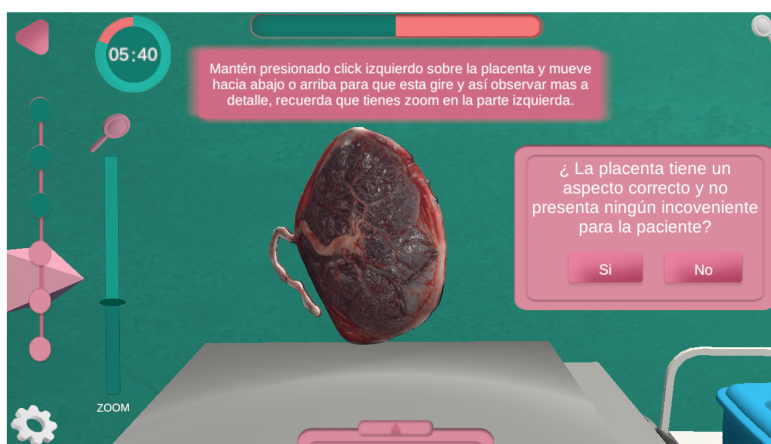 05:40
Mantén presionado click izquierdo sobre la placenta y mueve
hacia abajo o arriba para que esta gire y así observar mas a
detalle, recuerda que tienes zoom en la parte izquierda.
¿ La placenta tiene un
aspecto correcto y no
presenta ningún incoveniente
para la paciente?
Si
No
ZOOM